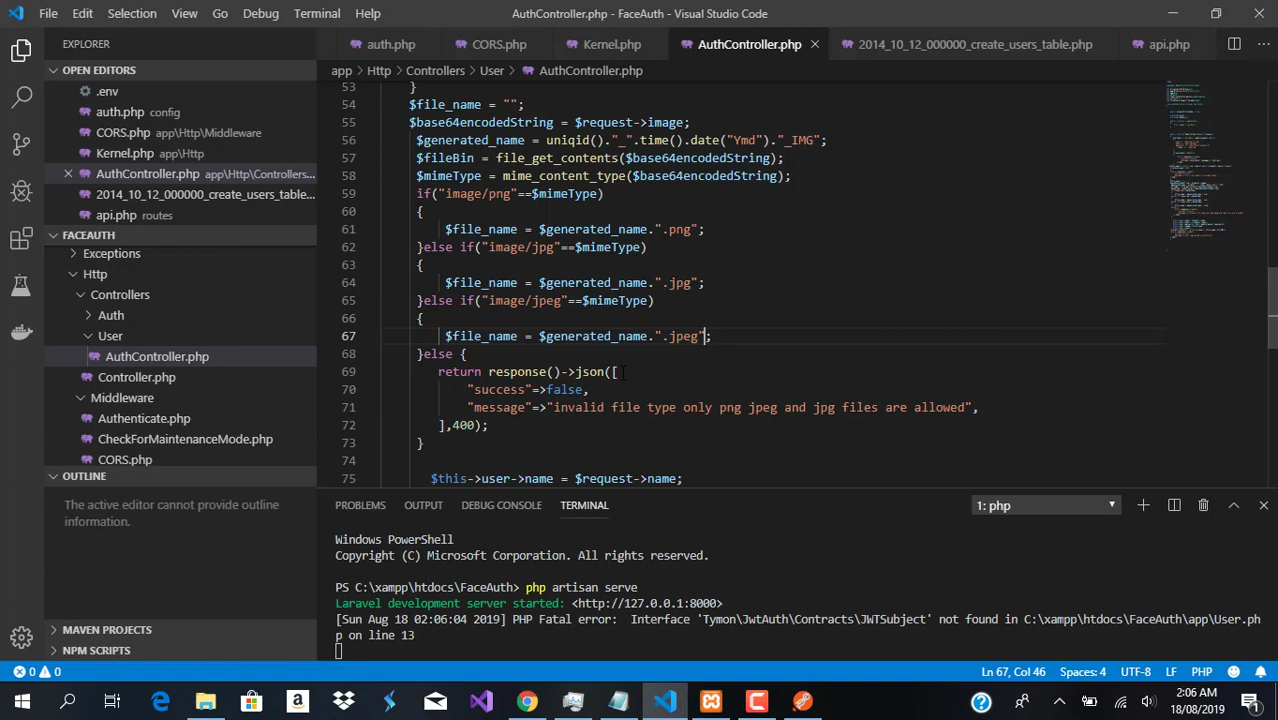 File Edit Selection View Go Debug Terminal Help AuthController.php - FaceAuth - Visual Studio Code
EXPLORER
OPEN EDITORS
.env
auth.php config
CORS.php app\Http\Middleware
Kernel.php app\Http
AuthController.php app\Http\Controllers...
2014_10_12_000000_create_users_table...
api.php routes
FACEAUTH
Exceptions
Http
Controllers
Auth
User
AuthController.php
Controller.php
Middleware
Authenticate.php
CheckForMaintenanceMode.php
CORS.php
OUTLINE
The active editor cannot provide outline
information.
MAVEN PROJECTS
NPM SCRIPTS
auth.php CORS.php Kernel.php AuthController.php 2014_10_12_000000_create_users_table.php api.php
app > Http > Controllers > User > AuthController.php
53 }
54 $file_name = "";
55 $base64encodedString = $request->image;
56 $generated_name = uniqid()."_".time().date("Ymd")."_IMG";
57 $fileBin = file_get_contents($base64encodedString);
58 $mimeType = mime_content_type($base64encodedString);
59 if("image/png"==$mimeType)
60 {
61 $file_name = $generated_name.".png";
62 }else if("image/jpg"==$mimeType)
63 {
64 $file_name = $generated_name.".jpg";
65 }else if("image/jpeg"==$mimeType)
66 {
67 $file_name = $generated_name.".jpeg";
68 }else {
69 return response()->json([
70 "success"=>false,
71 "message"=>"invalid file type only png jpeg and jpg files are allowed",
72 ],400);
73 }
74
75 $this->user->name = $request->name;
PROBLEMS OUTPUT DEBUG CONSOLE TERMINAL 1: php
Windows PowerShell
Copyright (C) Microsoft Corporation. All rights reserved.
PS C:\xampp\htdocs\FaceAuth> php artisan serve
Laravel development server started: <http://127.0.0.1:8000>
[Sun Aug 18 02:06:04 2019] PHP Fatal error:  Interface 'Tymon\JwtAuth\Contracts\JWTSubject' not found in C:\xampp\htdocs\FaceAuth\app\User.ph
p on line 13
0 0 Ln 67, Col 46 Spaces: 4 UTF-8 LF PHP 1
2:06 AM
18/08/2019